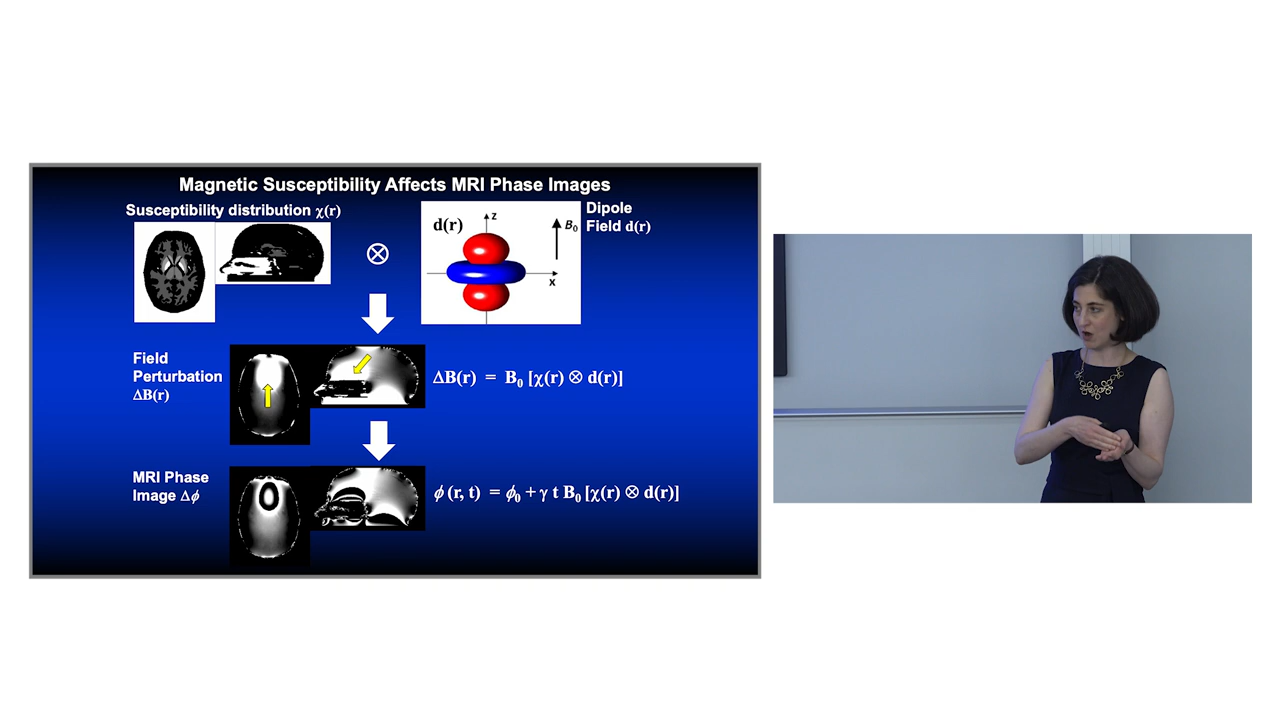 Magnetic Susceptibility Affects MRI Phase Images
Susceptibility distribution χ(r)
d(r)
z
B₀
x
Dipole
Field d(r)
Field
Perturbation
ΔB(r)
ΔB(r) = B₀ [χ(r) ⊗ d(r)]
MRI Phase
Image Δϕ
ϕ (r, t) = ϕ₀ + γ t B₀ [χ(r) ⊗ d(r)]